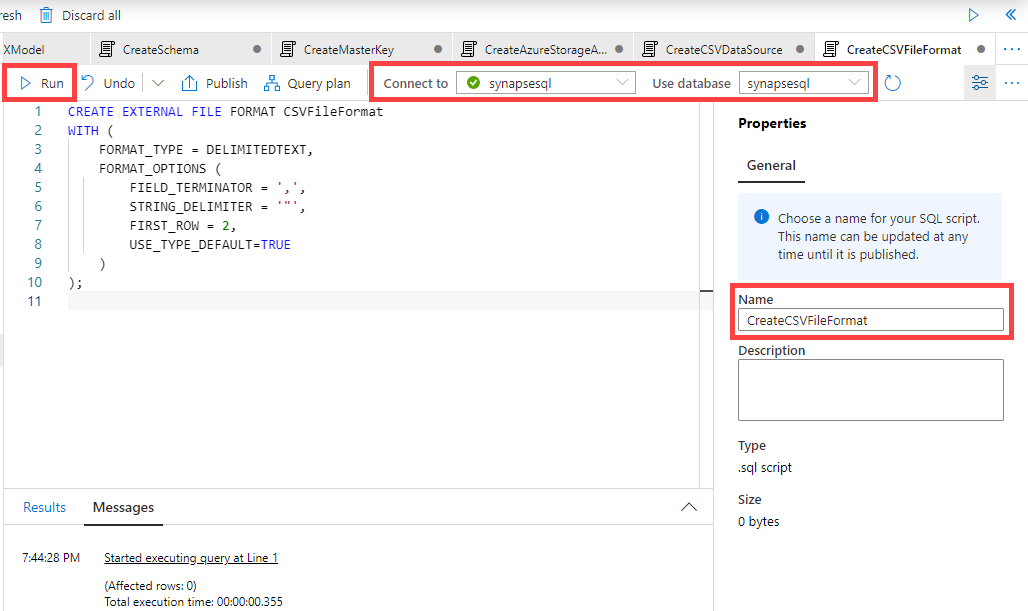 resh Discard all
XModel CreateSchema CreateMasterKey CreateAzureStorageA... CreateCSVDataSource CreateCSVFileFormat
Run Undo Publish Query plan Connect to synapsesql Use database synapsesql
1 CREATE EXTERNAL FILE FORMAT CSVFileFormat
2 WITH (
3 FORMAT_TYPE = DELIMITEDTEXT,
4 FORMAT_OPTIONS (
5 FIELD_TERMINATOR = ',',
6 STRING_DELIMITER = '"',
7 FIRST_ROW = 2,
8 USE_TYPE_DEFAULT=TRUE
9 )
10 );
11
Properties
General
Choose a name for your SQL script.
This name can be updated at any
time until it is published.
Name
CreateCSVFileFormat
Description
Type
.sql script
Size
0 bytes
Results Messages
7:44:28 PM Started executing query at Line 1
(Affected rows: 0)
Total execution time: 00:00:00.355